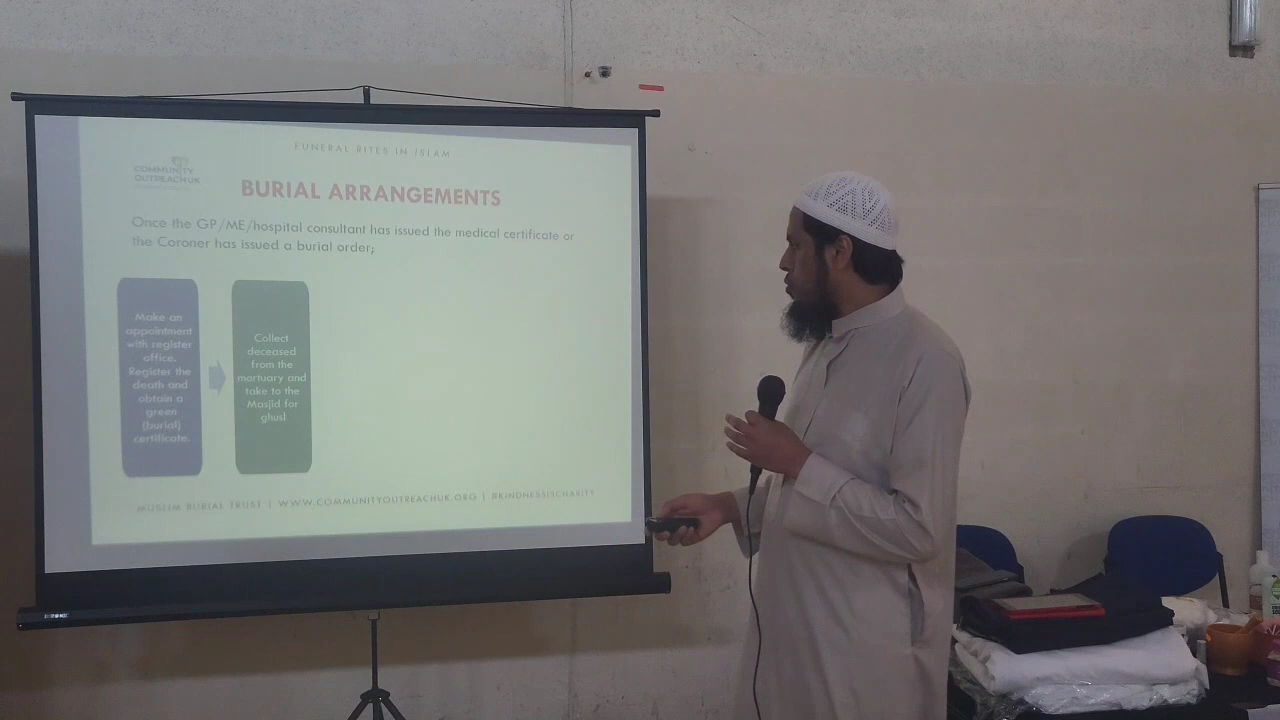 FUNERAL RITES IN ISLAM
COMMUNITY
OUTREACHUK
BURIAL ARRANGEMENTS
Once the GP/ME/hospital consultant has issued the medical certificate or
the Coroner has issued a burial order;
Make an
appointment
with register
office.
Register the
death and
obtain a
green
(burial)
certificate.
Collect
deceased
from the
mortuary and
take to the
Masjid for
ghusl
MUSLIM BURIAL TRUST | WWW.COMMUNITYOUTREACHUK.ORG | #KINDNESSISCHARITY